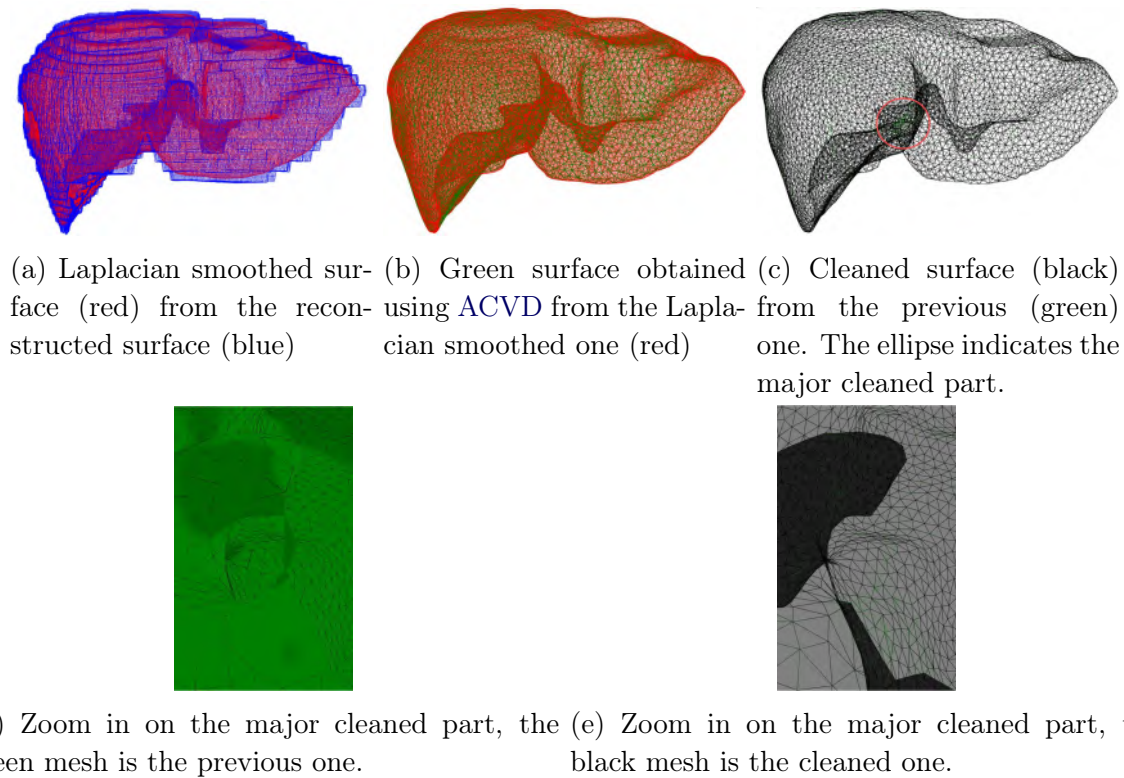 (a) Laplacian smoothed sur-
face (red) from the recon-
structed surface (blue)
(b) Green surface obtained
using ACVD from the Lapla-
cian smoothed one (red)
(c) Cleaned surface (black)
from the previous (green)
one. The ellipse indicates the
major cleaned part.
) Zoom in on the major cleaned part, the
een mesh is the previous one.
(e) Zoom in on the major cleaned part,
black mesh is the cleaned one.